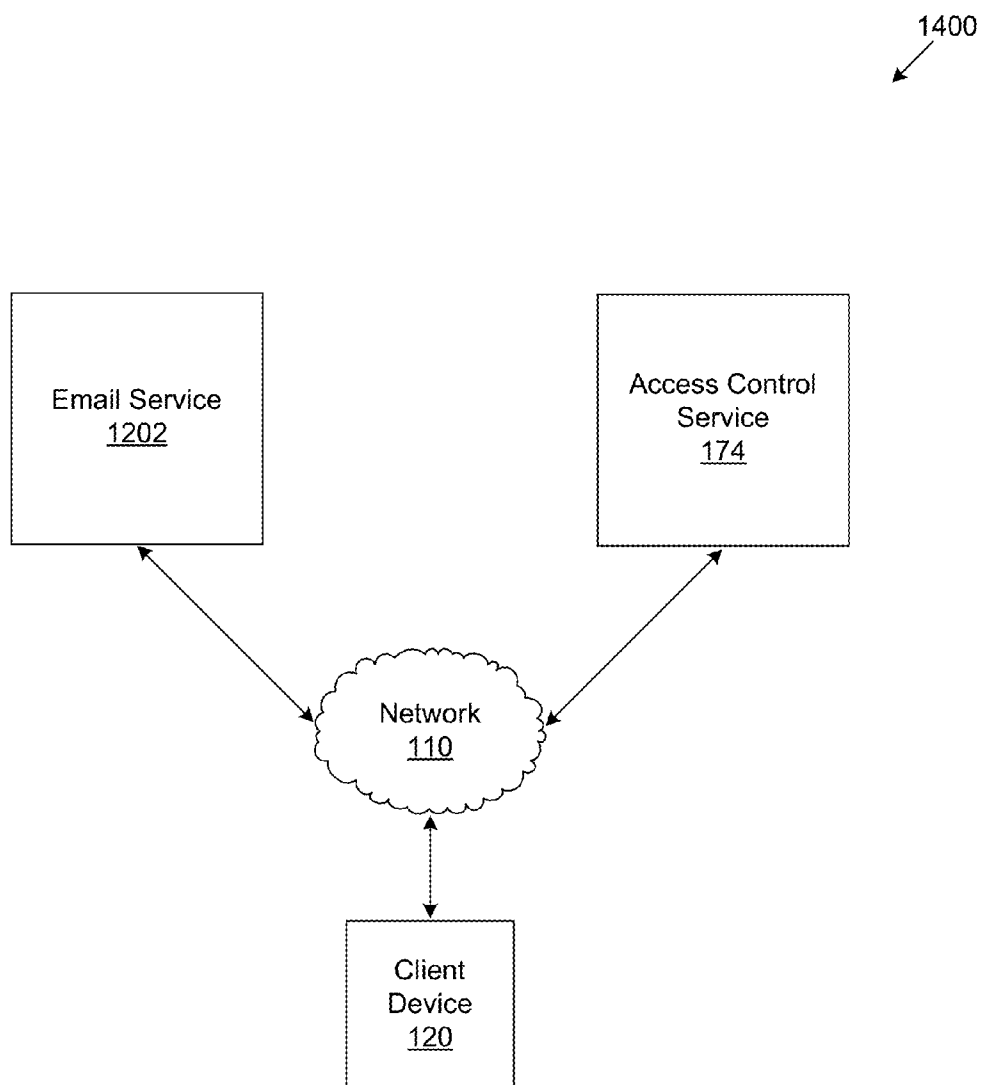 1400
Email Service
1202
Access Control
Service
174
Network
110
Client
Device
120